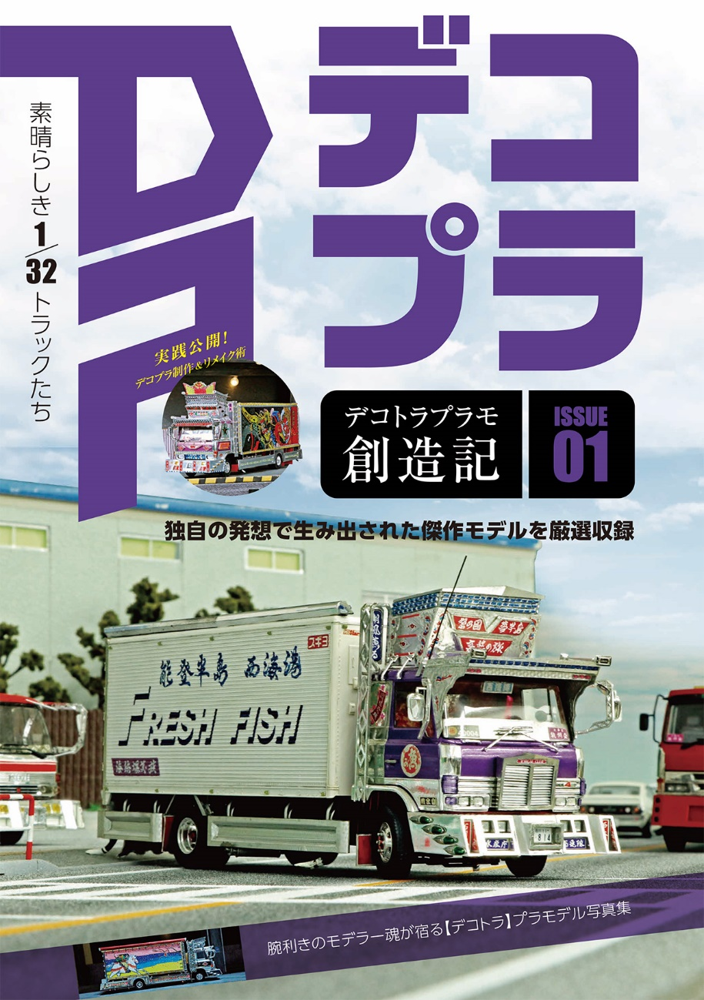 デコ
プラ
素晴らしき1/32トラックたち
実践公開!
デコプラ制作&リメイク術
デコトラプラモ
創造記
ISSUE
01
独自の発想で生み出された傑作モデルを厳選収録
スギヨ
能登半島 西海港
FRESH FISH
腕利きのモデラー魂が宿る【デコトラ】プラモデル写真集